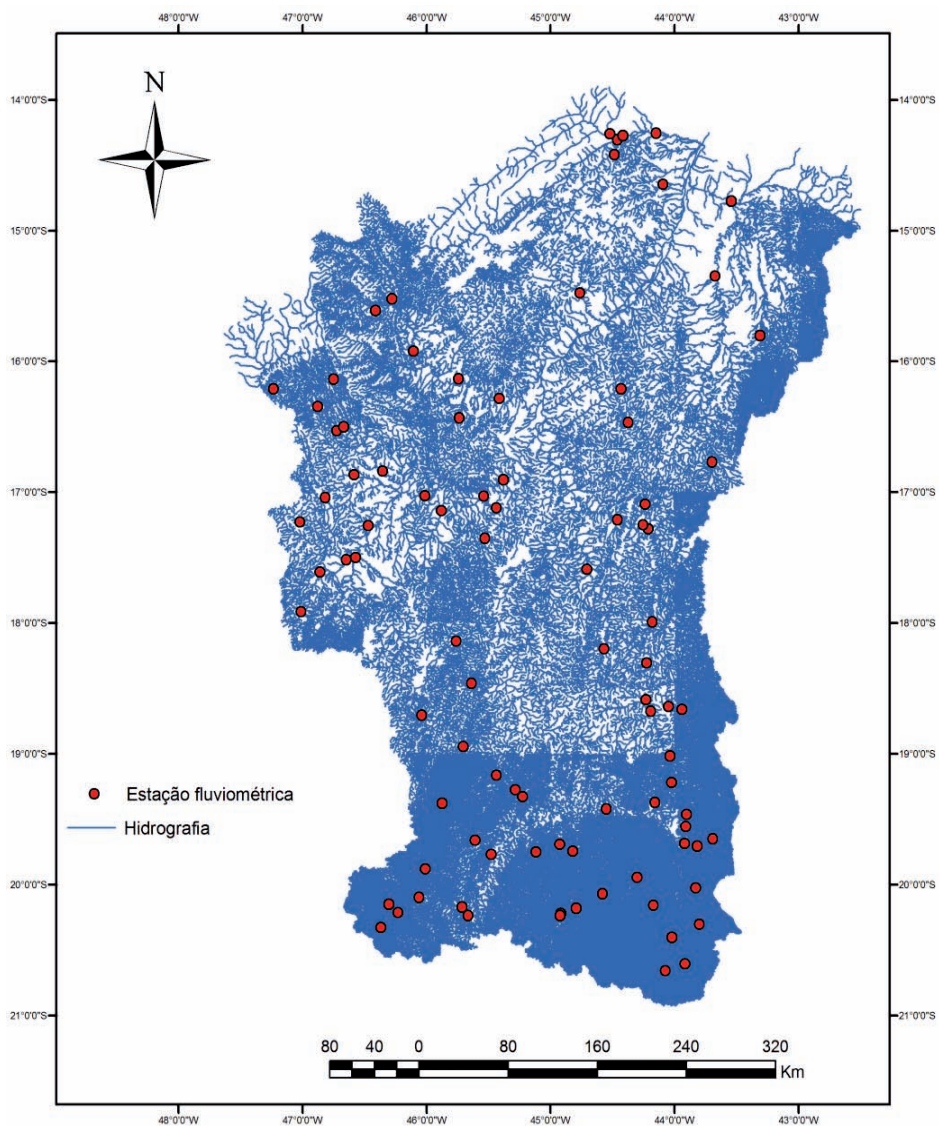 48°0'0"W 47°0'0"W 46°0'0"W 45°0'0"W 44°0'0"W 43°0'0"W
N
14°0'0"S 14°0'0"S
15°0'0"S 15°0'0"S
16°0'0"S 16°0'0"S
17°0'0"S 17°0'0"S
18°0'0"S 18°0'0"S
19°0'0"S 19°0'0"S
Estação fluviométrica
Hidrografia
20°0'0"S 20°0'0"S
21°0'0"S 21°0'0"S
80 40 0 80 160 240 320
Km
48°0'0"W 47°0'0"W 46°0'0"W 45°0'0"W 44°0'0"W 43°0'0"W